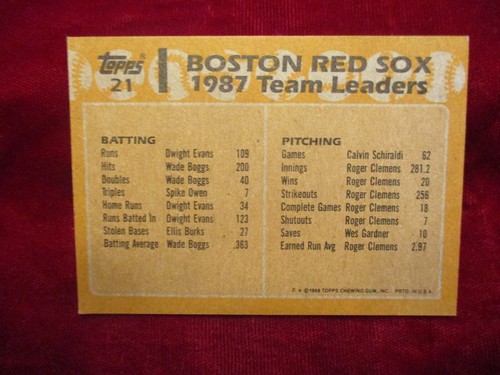 Topps
21
BOSTON RED SOX
1987 Team Leaders
BATTING
Runs Dwight Evans 109
Hits Wade Boggs 200
Doubles Wade Boggs 40
Triples Spike Owen 7
Home Runs Dwight Evans 34
Runs Batted In Dwight Evans 123
Stolen Bases Ellis Burks 27
Batting Average Wade Boggs .363
PITCHING
Games Calvin Schiraldi 62
Innings Roger Clemens 281.2
Wins Roger Clemens 20
Strikeouts Roger Clemens 256
Complete Games Roger Clemens 18
Shutouts Roger Clemens 7
Saves Wes Gardner 10
Earned Run Avg Roger Clemens 2.97
©1988 TOPPS CHEWING GUM, INC. PRTD. IN U.S.A.